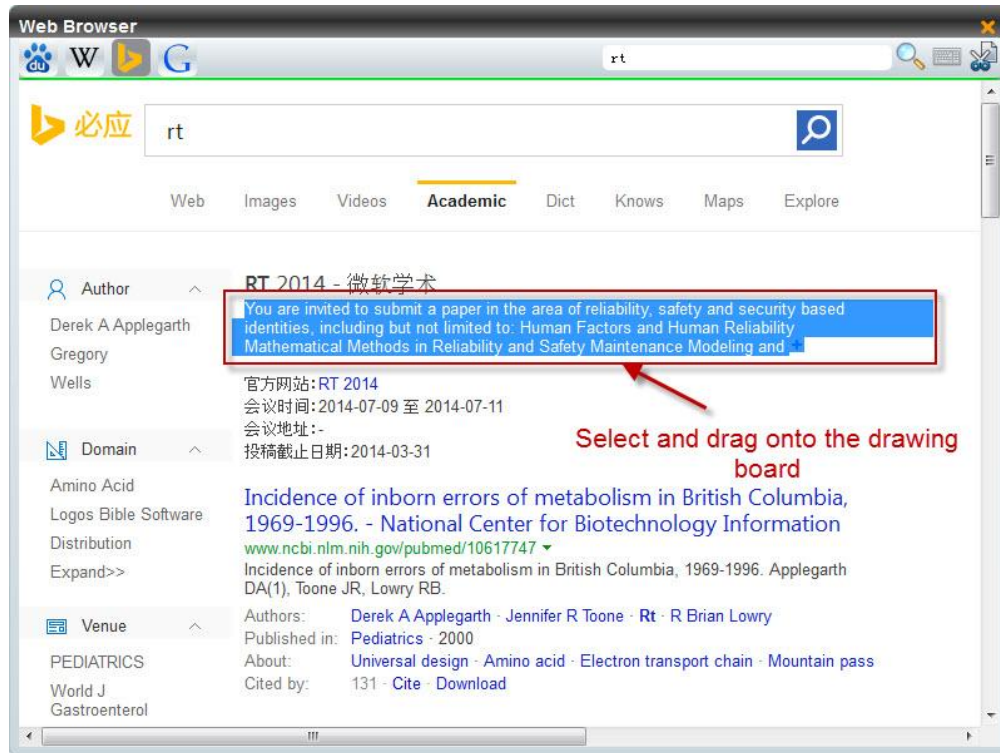 Web Browser
du W G rt
必应 rt
Web Images Videos Academic Dict Knows Maps Explore
Author
Derek A Applegarth
Gregory
Wells
Domain
Amino Acid
Logos Bible Software
Distribution
Expand>>
Venue
PEDIATRICS
World J
Gastroenterol
RT 2014 - 微软学术
You are invited to submit a paper in the area of reliability, safety and security based
identities, including but not limited to: Human Factors and Human Reliability
Mathematical Methods in Reliability and Safety Maintenance Modeling and +
官方网站:RT 2014
会议时间:2014-07-09 至 2014-07-11
会议地址:-
投稿截止日期:2014-03-31
Select and drag onto the drawing
board
Incidence of inborn errors of metabolism in British Columbia,
1969-1996. - National Center for Biotechnology Information
www.ncbi.nlm.nih.gov/pubmed/10617747
Incidence of inborn errors of metabolism in British Columbia, 1969-1996. Applegarth
DA(1), Toone JR, Lowry RB.
Authors: Derek A Applegarth · Jennifer R Toone · Rt · R Brian Lowry
Published in: Pediatrics · 2000
About: Universal design · Amino acid · Electron transport chain · Mountain pass
Cited by: 131 · Cite · Download